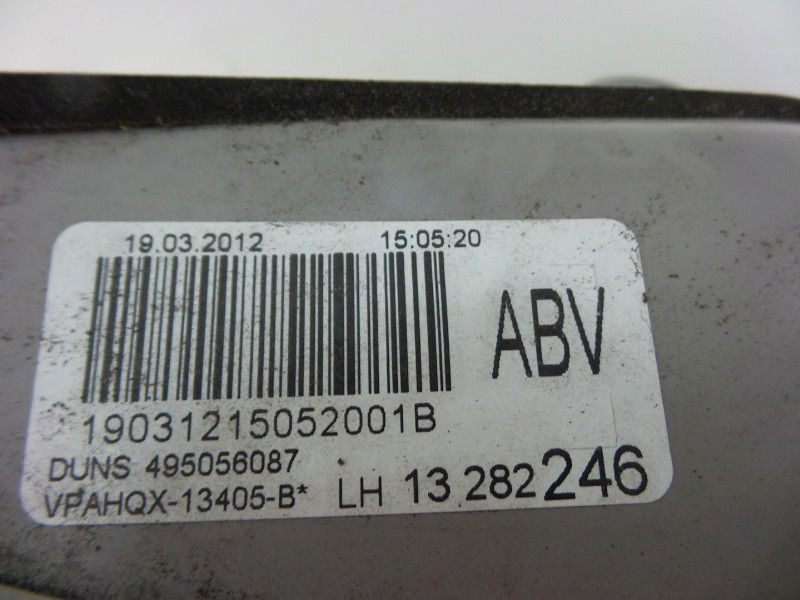 19.03.2012 15:05:20
ABV
19031215052001B
DUNS 495056087
VPAHQX-13405-B* LH 13 282 246